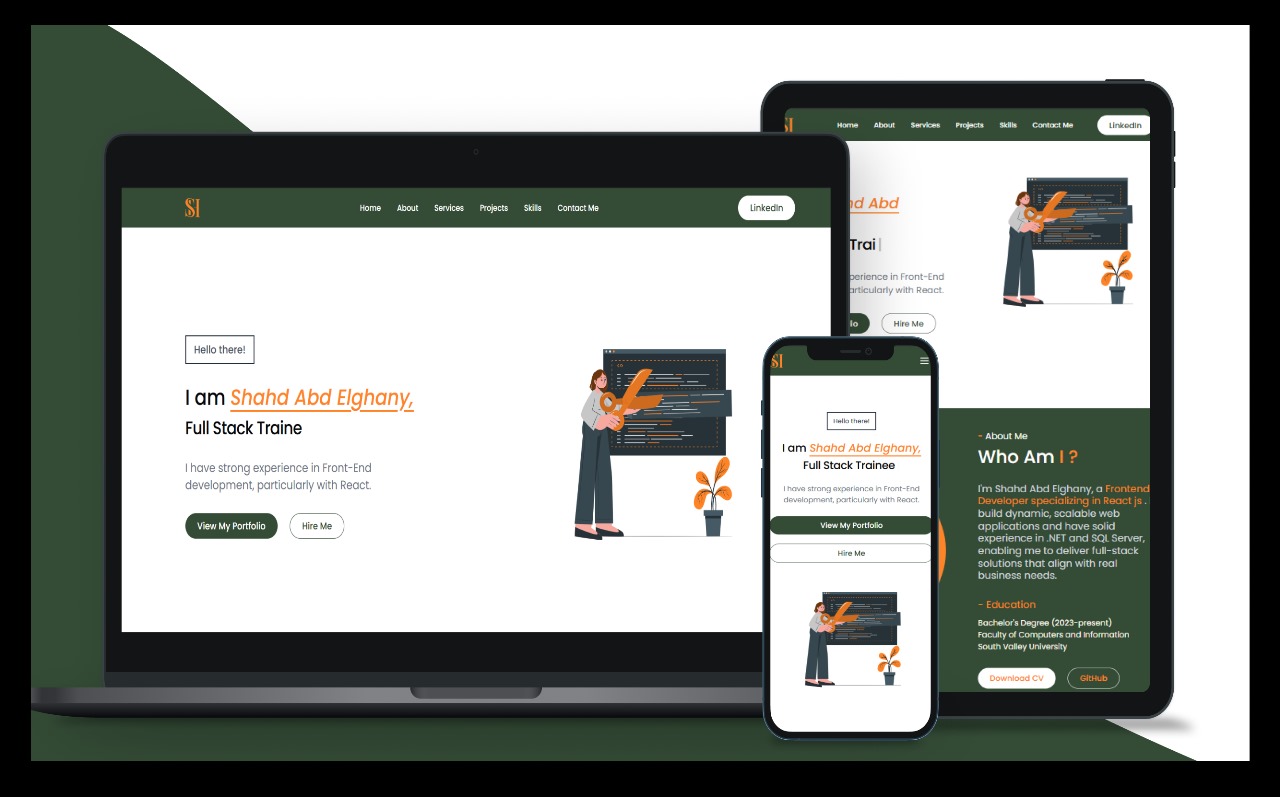 SI
Home About Services Projects Skills Contact Me
LinkedIn
Hello there!
I am Shahd Abd Elghany,
Full Stack Traine
I have strong experience in Front-End
development, particularly with React.
View My Portfolio Hire Me
SI
Home About Services Projects Skills Contact Me
LinkedIn
nd Abd
Trai
perience in Front-End
articularly with React.
lio Hire Me
- About Me
Who Am I ?
I'm Shahd Abd Elghany, a Frontend
Developer specializing in React js .
build dynamic, scalable web
applications and have solid
experience in .NET and SQL Server,
enabling me to deliver full-stack
solutions that align with real
business needs.
- Education
Bachelor's Degree (2023-present)
Faculty of Computers and Information
South Valley University
Download CV GitHub
SI
Hello there!
I am Shahd Abd Elghany,
Full Stack Trainee
I have strong experience in Front-End
development, particularly with React.
View My Portfolio
Hire Me